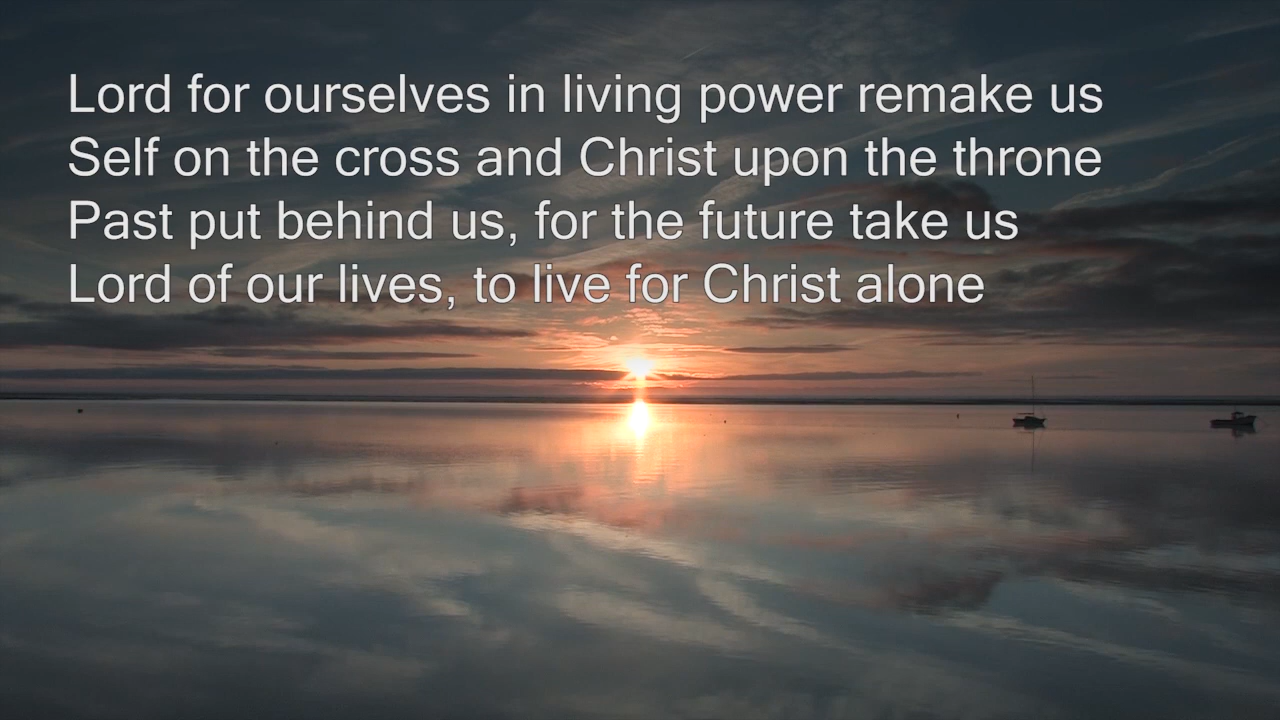 Lord for ourselves in living power remake us
Self on the cross and Christ upon the throne
Past put behind us, for the future take us
Lord of our lives, to live for Christ alone